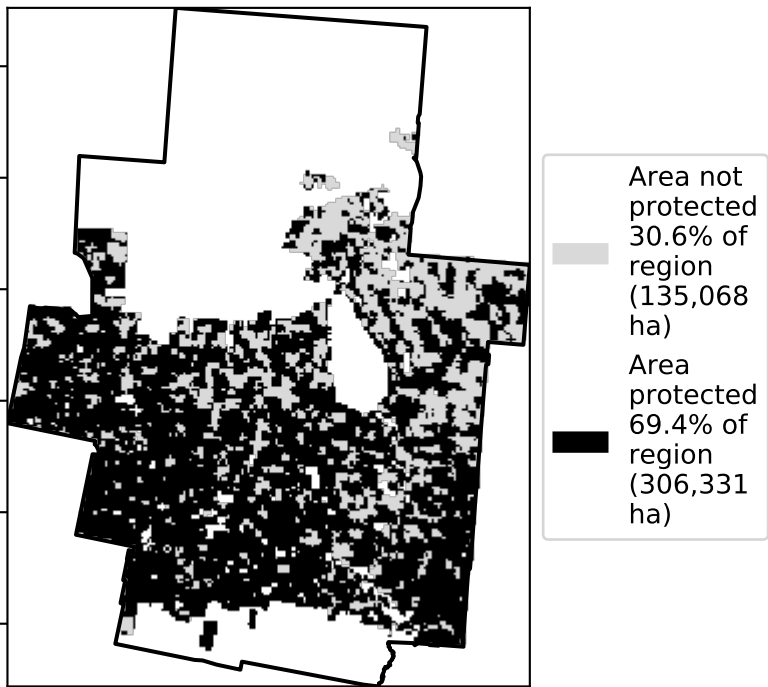 Area not
protected
30.6% of
region
(135,068
ha)
Area
protected
69.4% of
region
(306,331
ha)